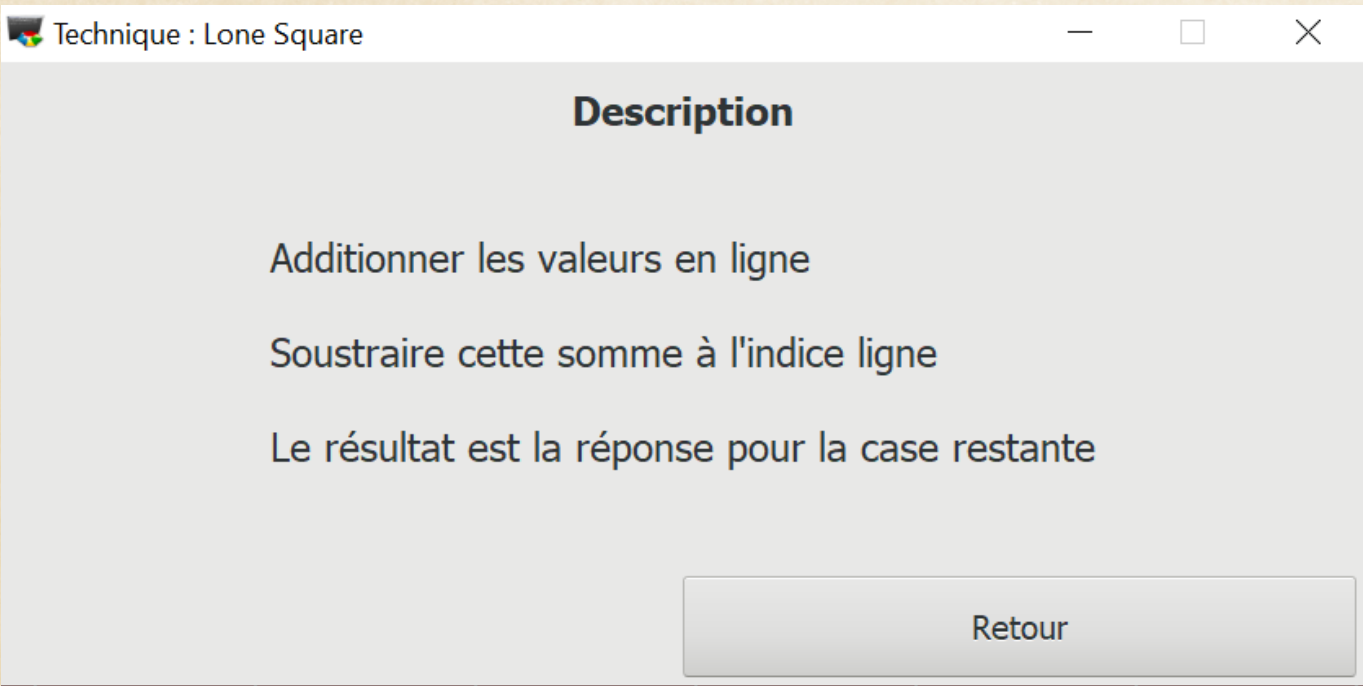 Technique : Lone Square
Description
Additionner les valeurs en ligne
Soustraire cette somme à l'indice ligne
Le résultat est la réponse pour la case restante
Retour